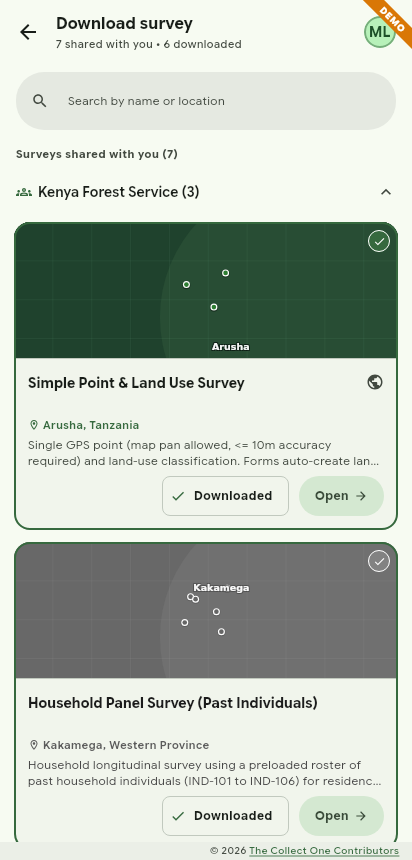 Download survey
7 shared with you • 6 downloaded
ML
DEMO
Search by name or location
Surveys shared with you (7)
Kenya Forest Service (3)
Arusha
Simple Point & Land Use Survey
Arusha, Tanzania
Single GPS point (map pan allowed, <= 10m accuracy
required) and land-use classification. Forms auto-create lan...
Downloaded
Open
Kakamega
Household Panel Survey (Past Individuals)
Kakamega, Western Province
Household longitudinal survey using a preloaded roster of
past household individuals (IND-101 to IND-106) for residenc...
Downloaded
Open
© 2026 The Collect One Contributors